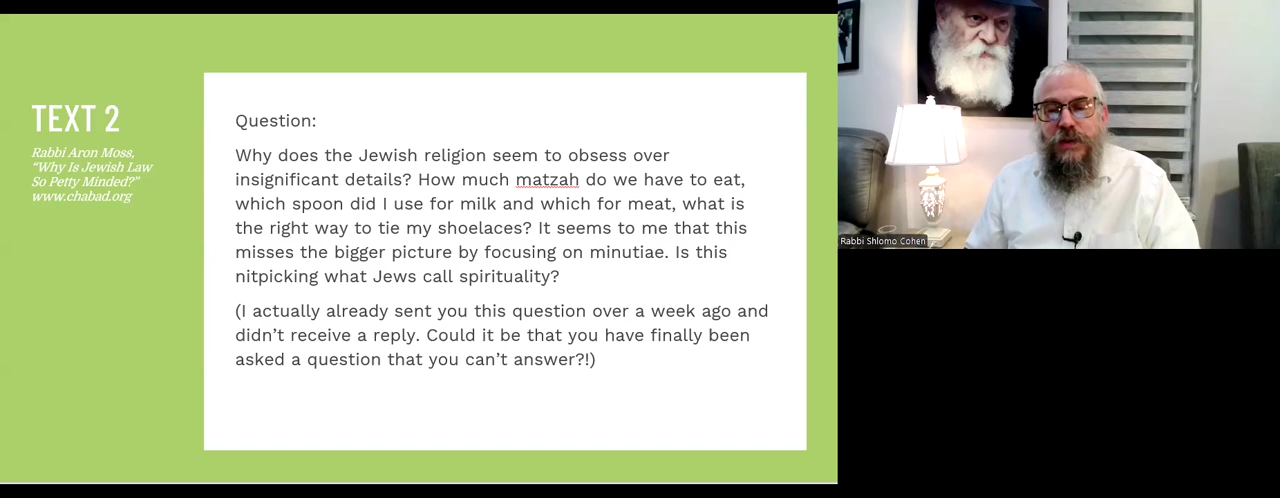 TEXT 2
Rabbi Aron Moss,
“Why Is Jewish Law
So Petty Minded?”
www.chabad.org
Question:
Why does the Jewish religion seem to obsess over
insignificant details? How much matzah do we have to eat,
which spoon did I use for milk and which for meat, what is
the right way to tie my shoelaces? It seems to me that this
misses the bigger picture by focusing on minutiae. Is this
nitpicking what Jews call spirituality?
(I actually already sent you this question over a week ago and
didn’t receive a reply. Could it be that you have finally been
asked a question that you can’t answer?!)
Rabbi Shlomo Cohen